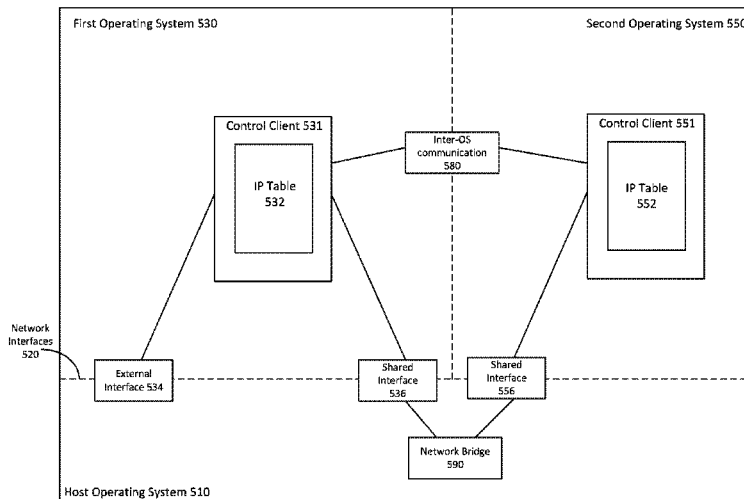 First Operating System 530
Second Operating System 550
Control Client 531
IP Table
532
Inter-OS
communication
580
Control Client 551
IP Table
552
Network
Interfaces
520
External
Interface 534
Shared
Interface
536
Shared
Interface
556
Network Bridge
590
Host Operating System 510